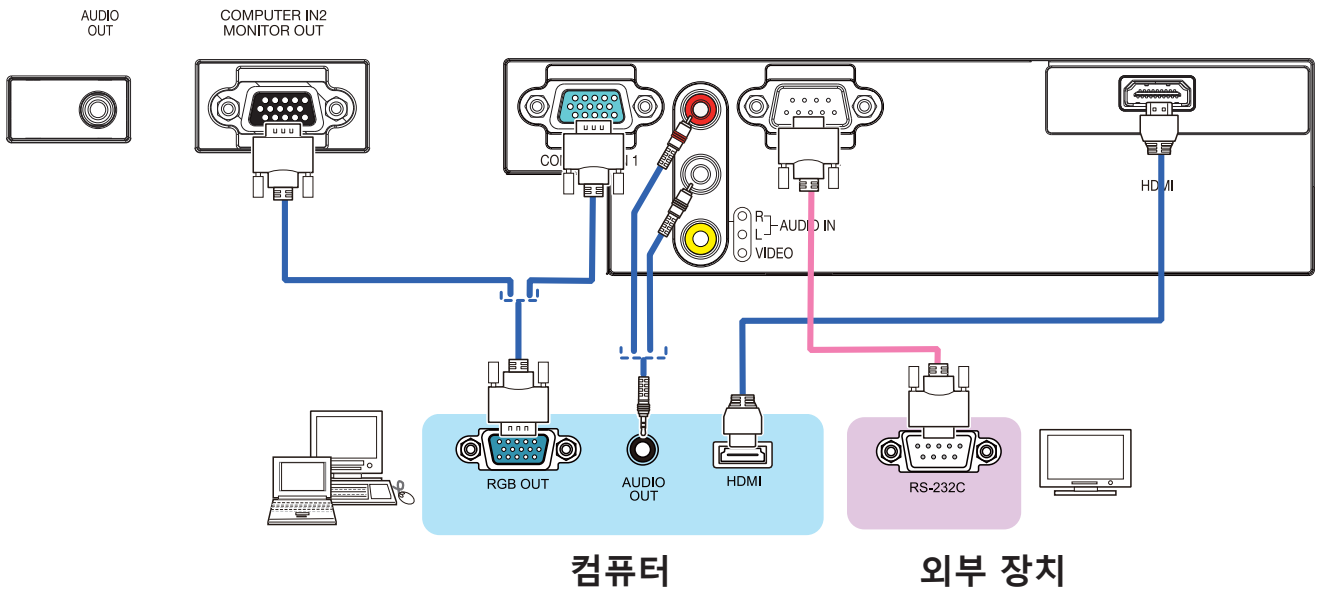 AUDIO
OUT
COMPUTER IN2
MONITOR OUT
R
AUDIO IN
L
VIDEO
HDMI
RGB OUT
AUDIO
OUT
HDMI
RS-232C
컴퓨터
외부 장치